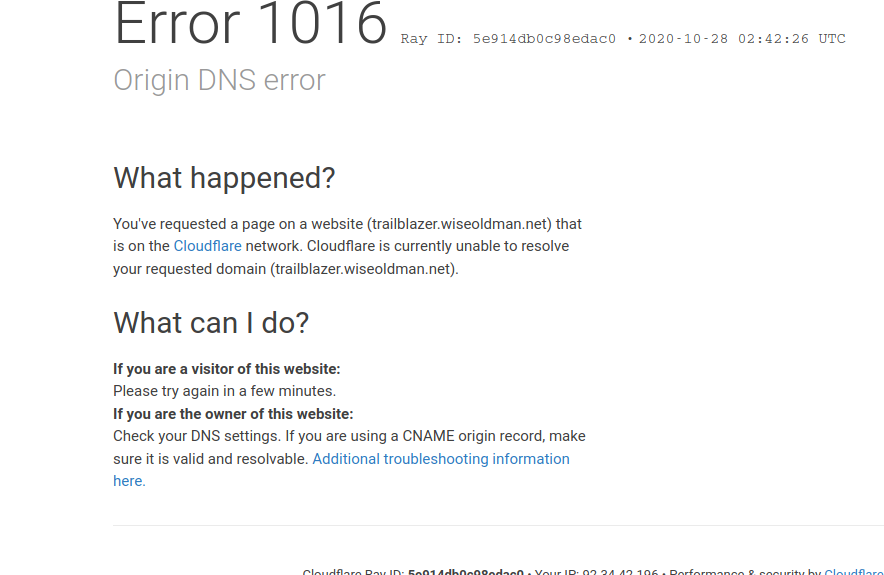 Error 1016 Ray ID: 5e914db0c98edac0 • 2020-10-28 02:42:26 UTC
Origin DNS error
What happened?
You've requested a page on a website (trailblazer.wiseoldman.net) that
is on the Cloudflare network. Cloudflare is currently unable to resolve
your requested domain (trailblazer.wiseoldman.net).
What can I do?
If you are a visitor of this website:
Please try again in a few minutes.
If you are the owner of this website:
Check your DNS settings. If you are using a CNAME origin record, make
sure it is valid and resolvable. Additional troubleshooting information
here.
Cloudflare Ray ID: 5e914db0c98edac0 • Your IP: 92.34.42.196 • Performance & security by Cloudflare